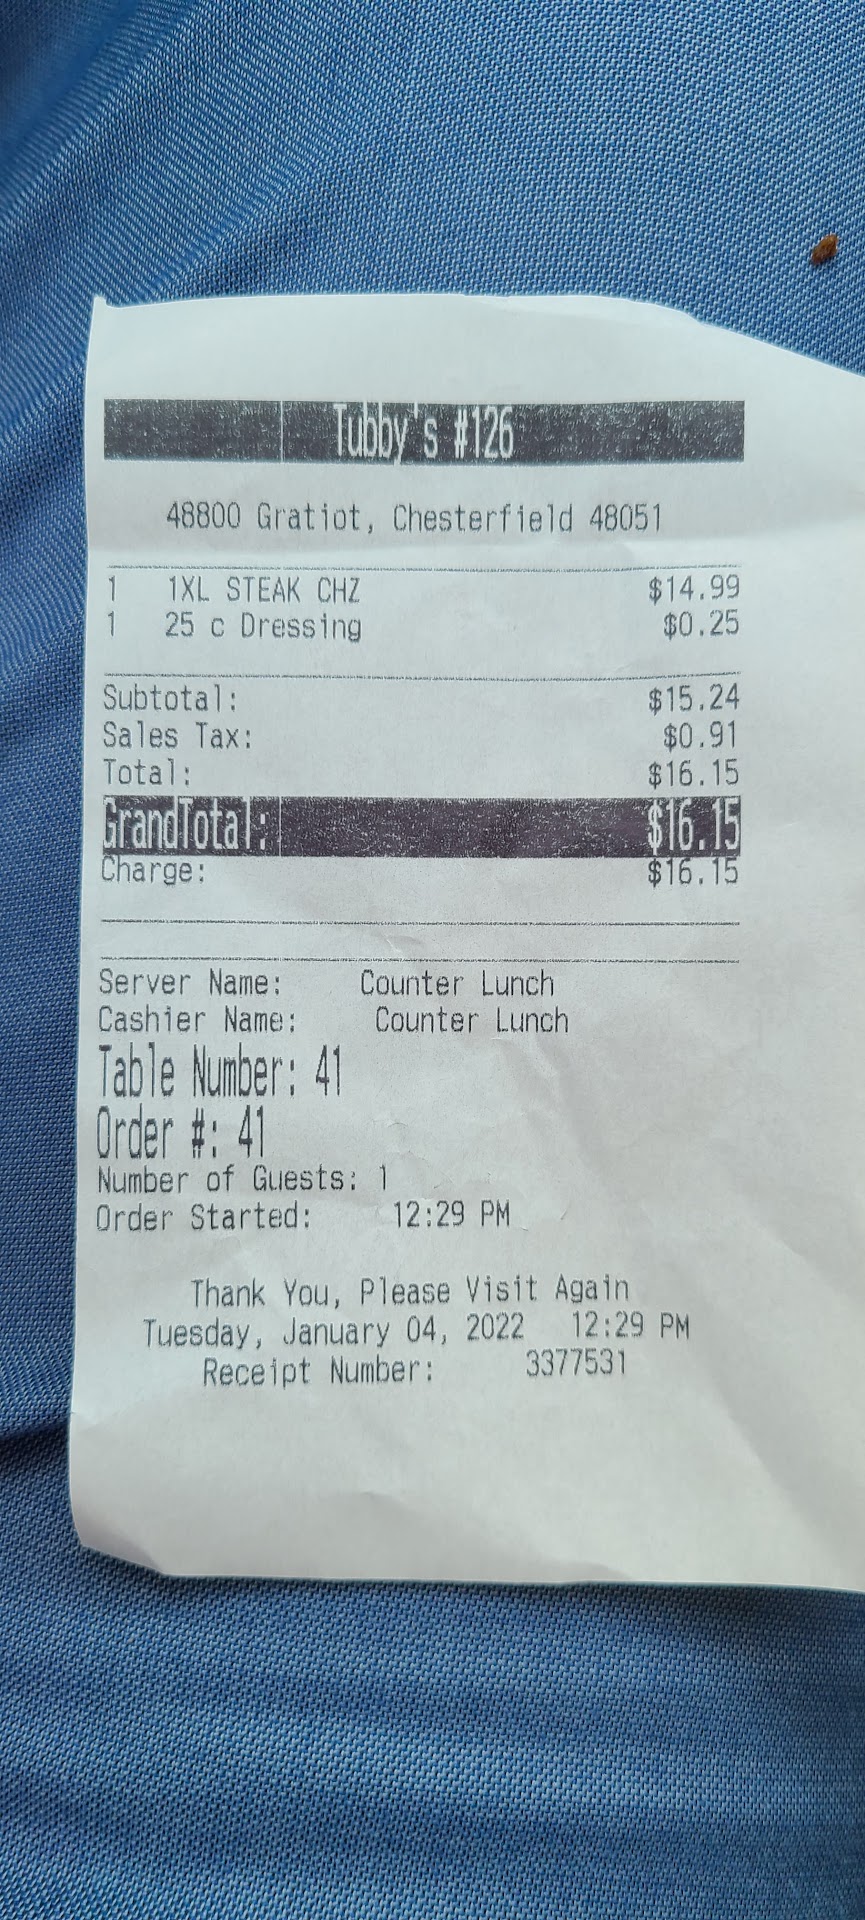 Tubby's #126
48800 Gratiot, Chesterfield 48051
1 1XL STEAK CHZ $14.99
1 25 c Dressing $0.25
Subtotal: $15.24
Sales Tax: $0.91
Total: $16.15
GrandTotal: $16.15
Charge: $16.15
Server Name: Counter Lunch
Cashier Name: Counter Lunch
Table Number: 41
Order #: 41
Number of Guests: 1
Order Started: 12:29 PM
Thank You, Please Visit Again
Tuesday, January 04, 2022 12:29 PM
Receipt Number: 3377531